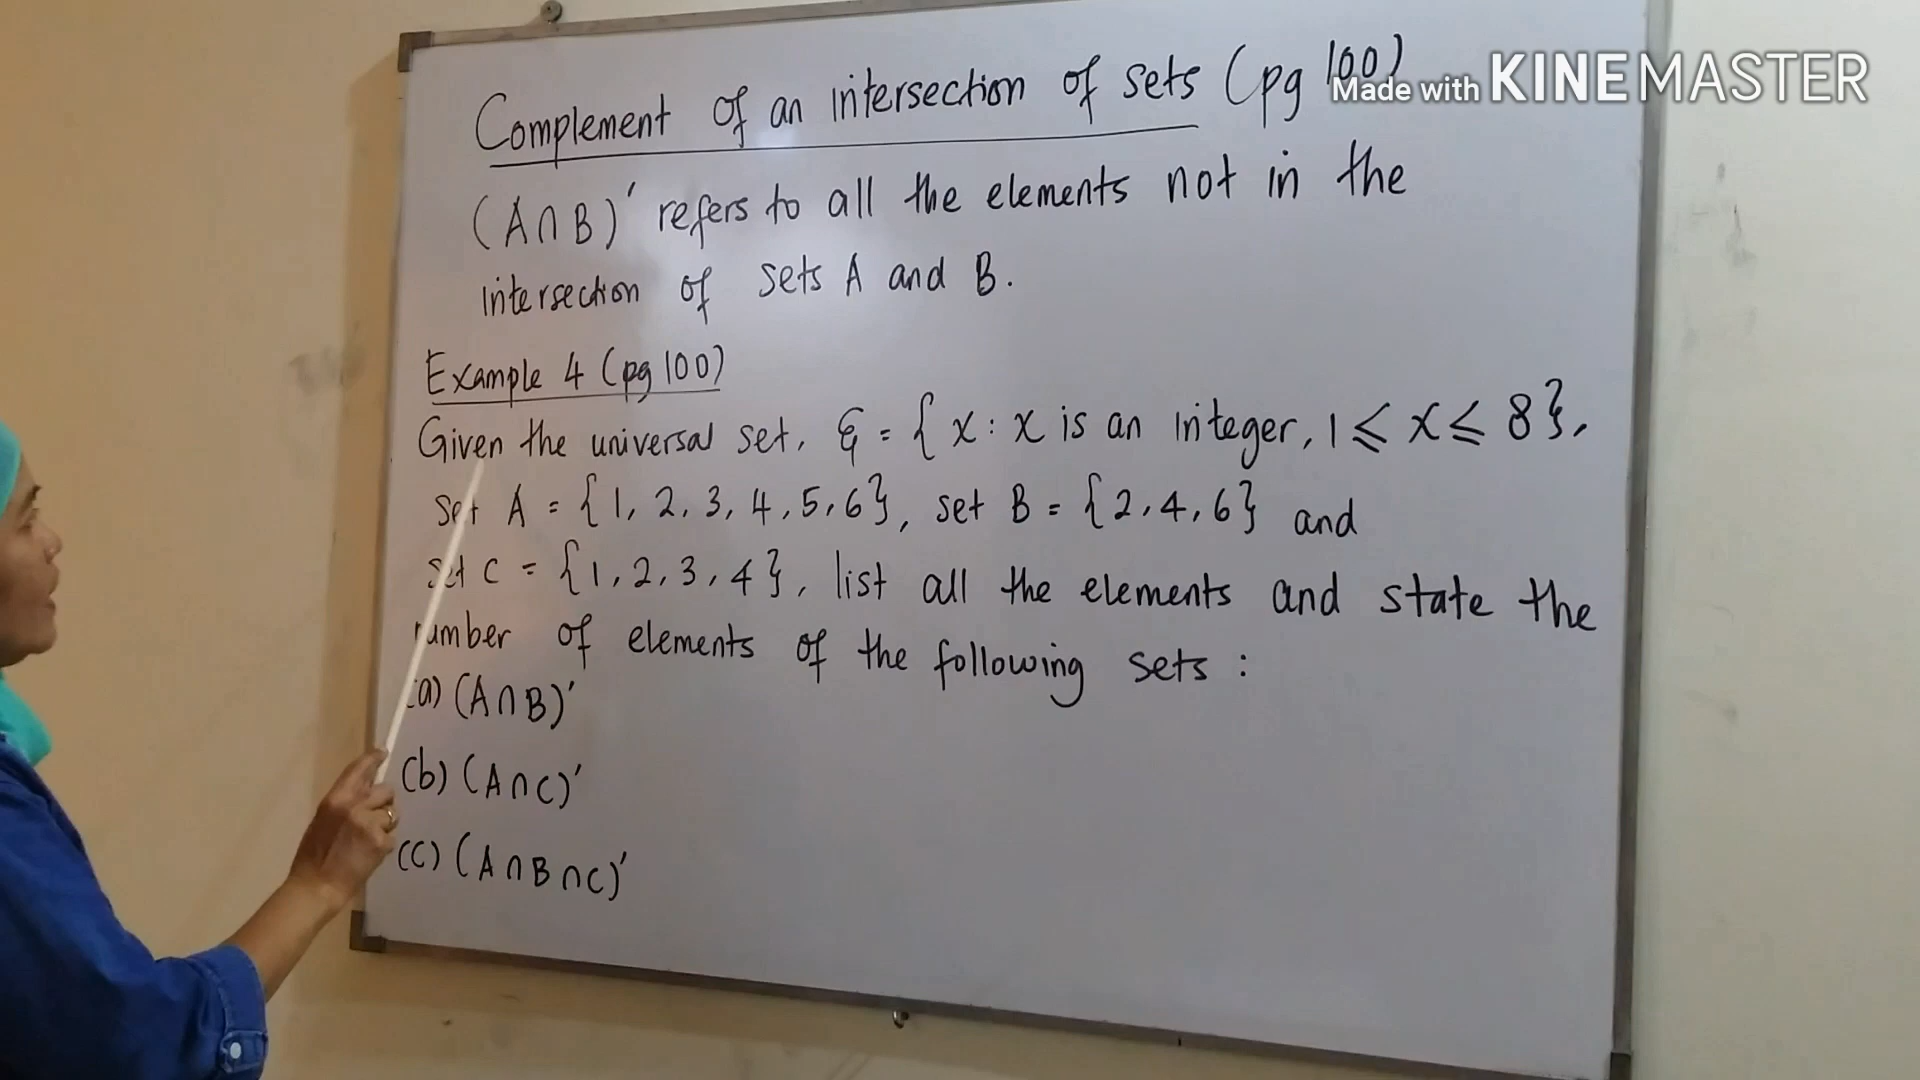 Complement of an intersection of sets (pg 100)
Made with KINEMASTER
(A∩B)' refers to all the elements not in the
intersection of sets A and B.
Example 4 (pg 100)
Given the universal set, ξ = {x : x is an integer, 1 ⩽ x ⩽ 8},
set A = {1, 2, 3, 4, 5, 6}, set B = {2, 4, 6} and
set C = {1, 2, 3, 4}, list all the elements and state the
number of elements of the following sets :
(a) (A∩B)'
(b) (A∩C)'
(c) (A∩B∩C)'